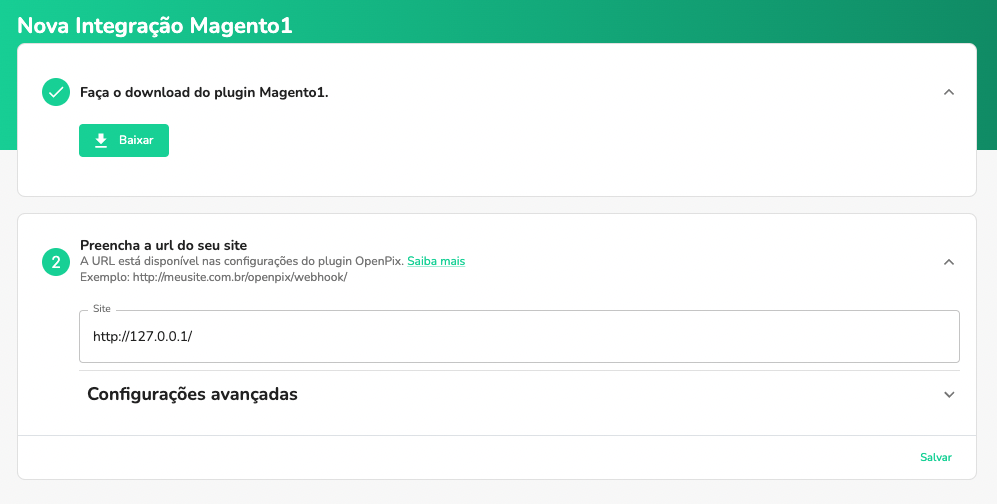 Nova Integração Magento1
Faça o download do plugin Magento1.
Baixar
2
Preencha a url do seu site
A URL está disponível nas configurações do plugin OpenPix. Saiba mais
Exemplo: http://meusite.com.br/openpix/webhook/
Site
http://127.0.0.1/
Configurações avançadas
Salvar